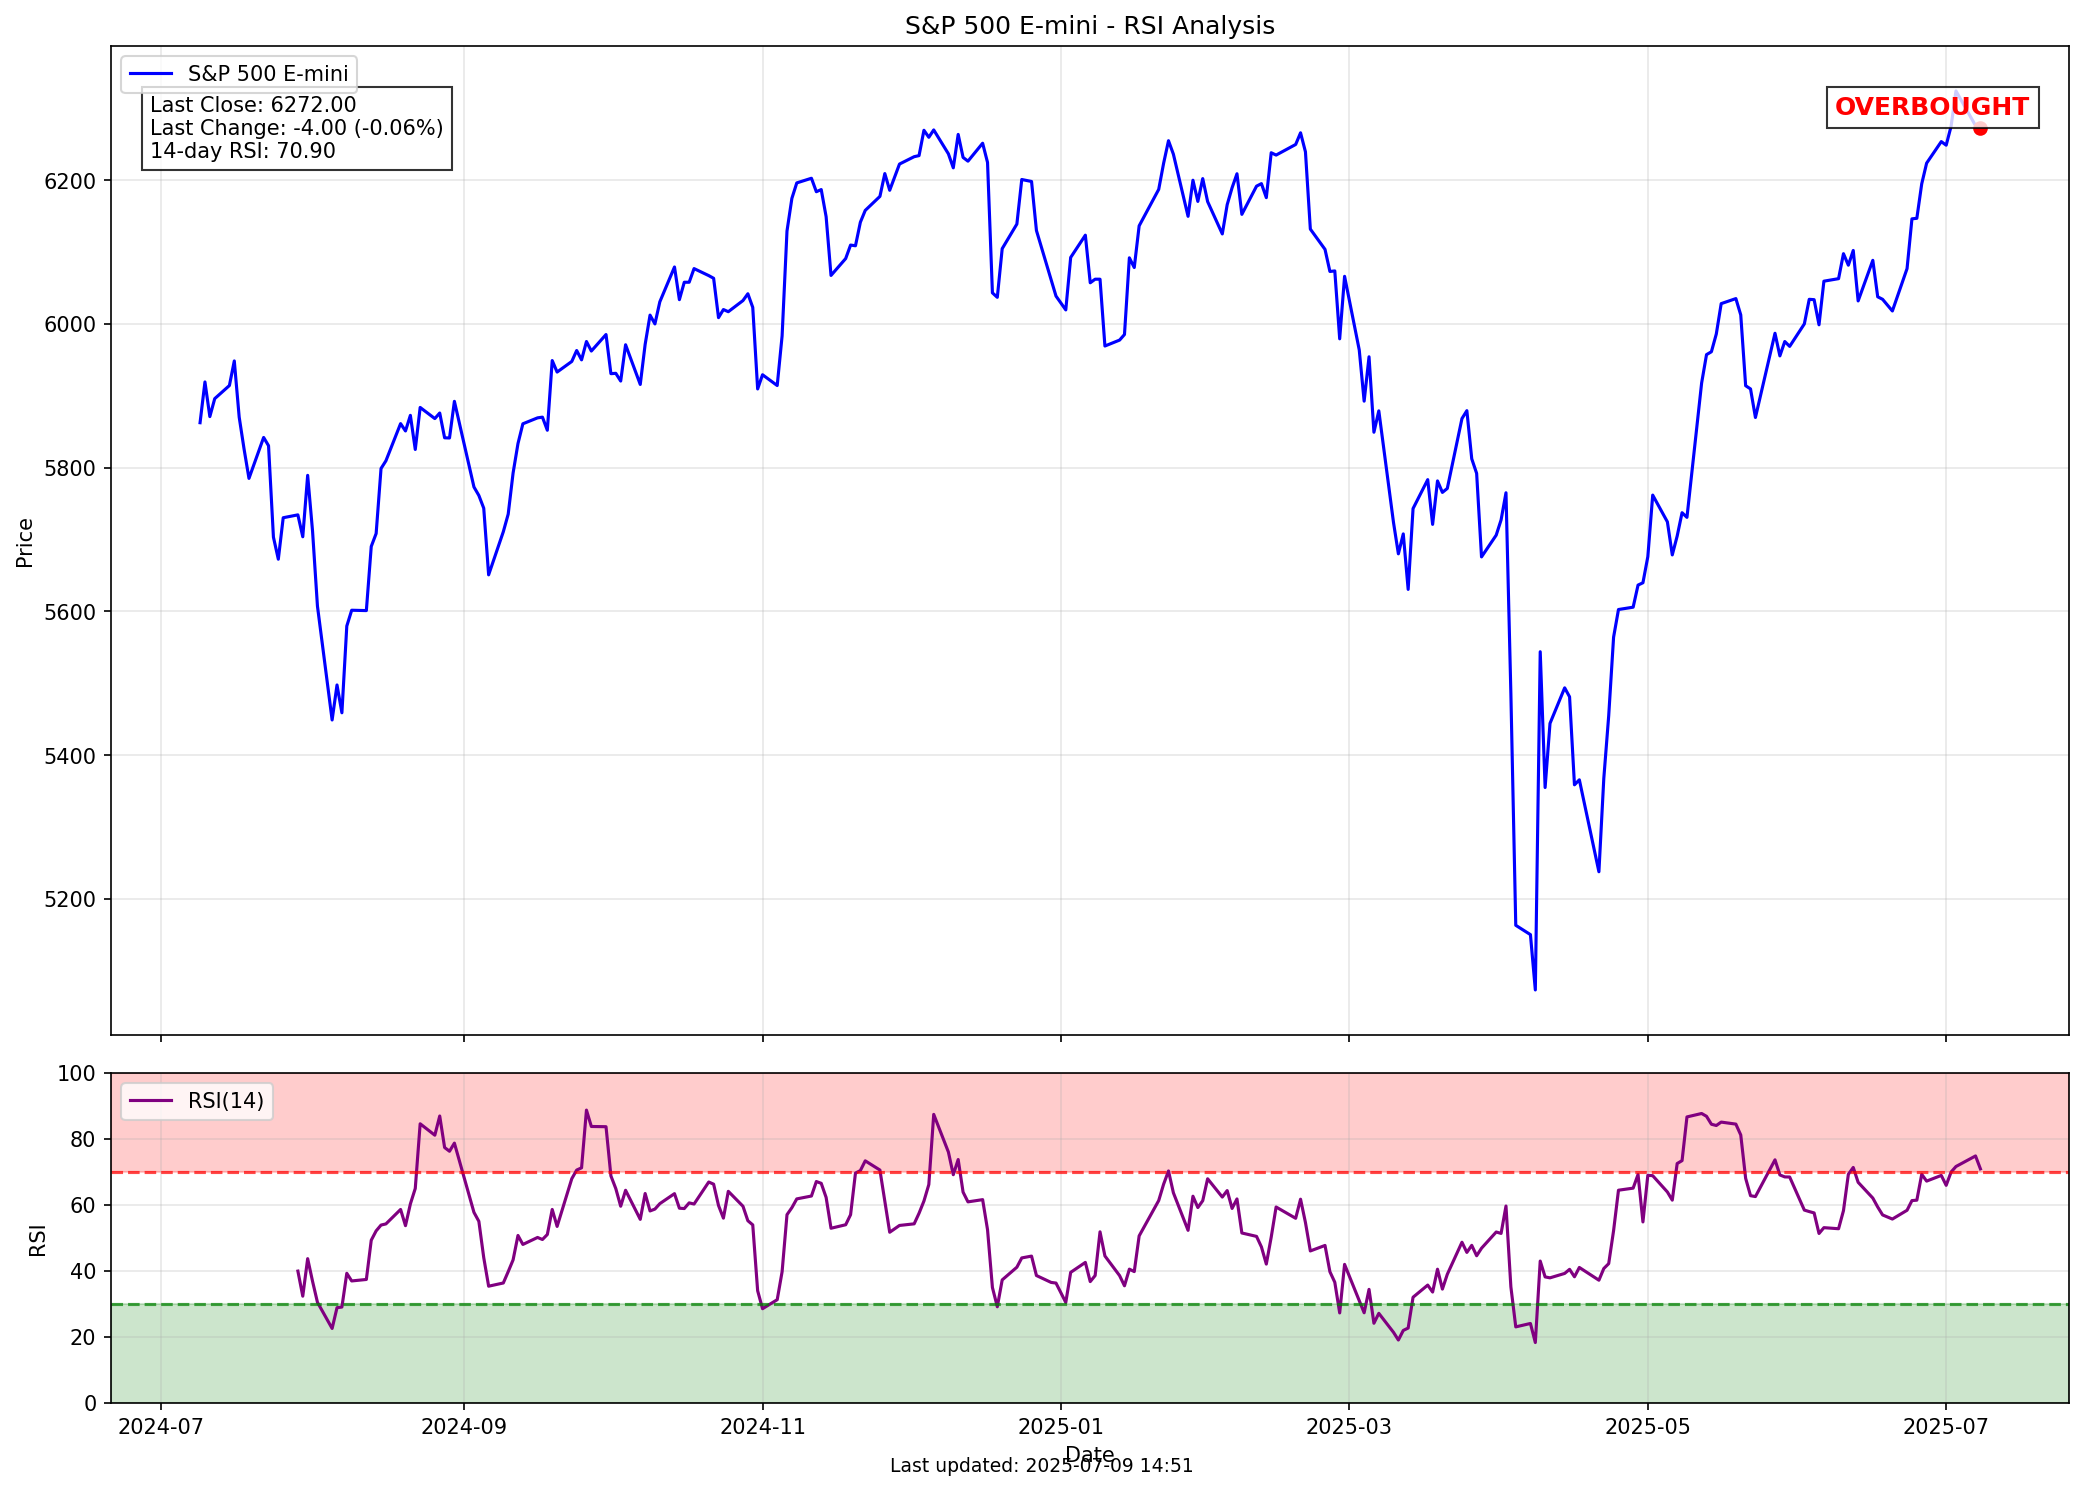 S&P 500 E-mini - RSI Analysis
S&P 500 E-mini
Last Close: 6272.00
Last Change: -4.00 (-0.06%)
14-day RSI: 70.90
OVERBOUGHT
Price
6200
6000
5800
5600
5400
5200
RSI(14)
RSI
100
80
60
40
20
0
2024-07
2024-09
2024-11
2025-01
2025-03
2025-05
2025-07
Date
Last updated: 2025-07-09 14:51